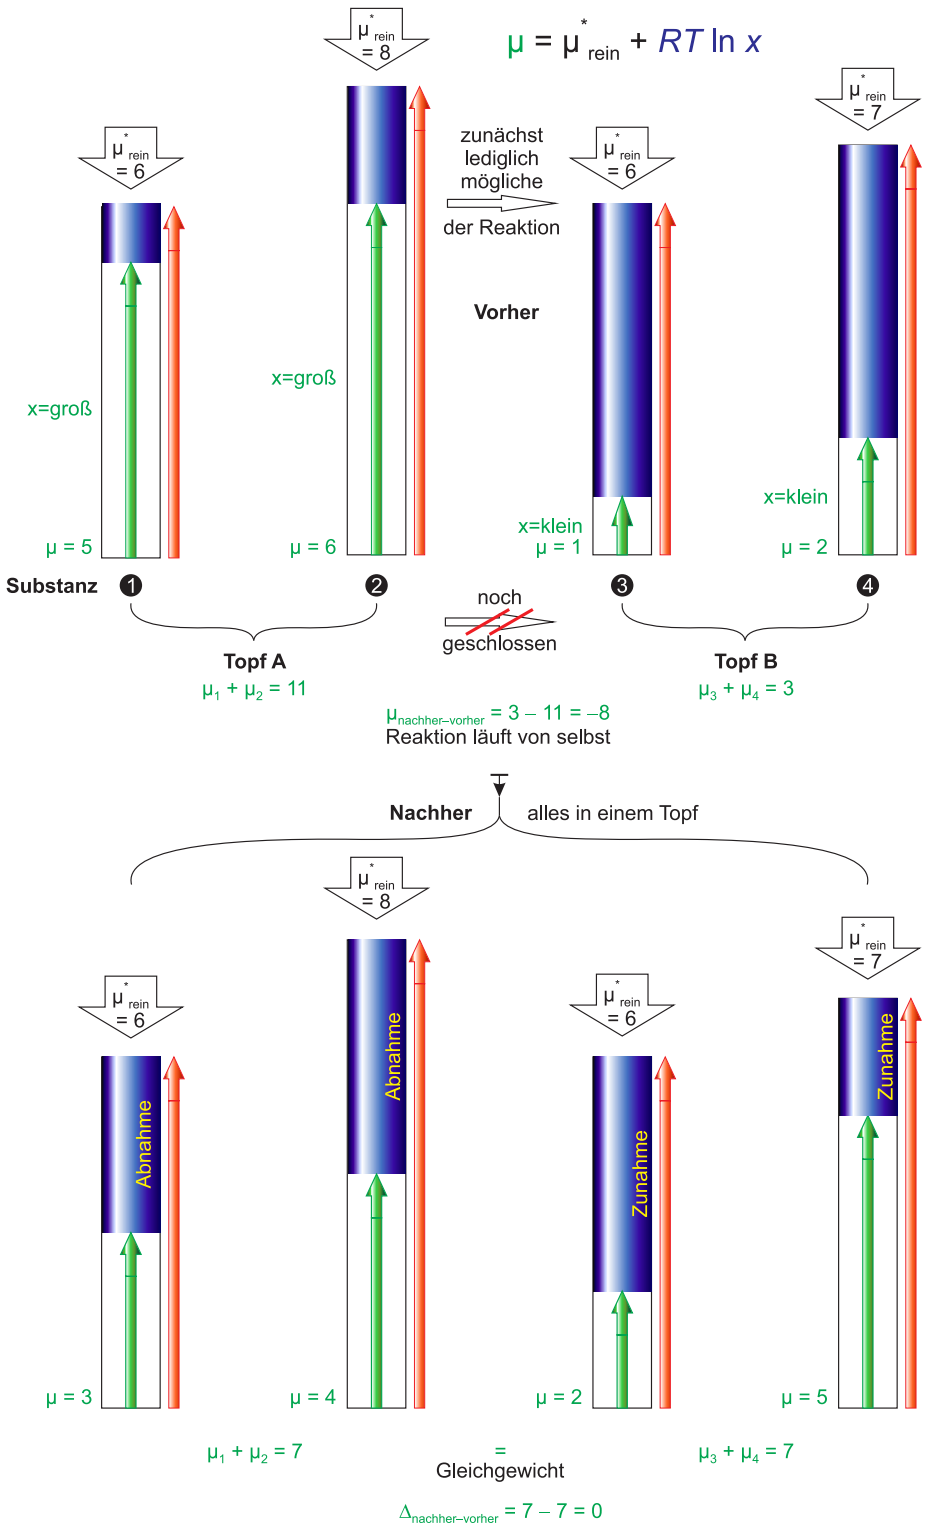 μ*rein
= 8
μ = μ*rein + RT ln x
μ*rein
= 7
μ*rein
= 6
zunächst
lediglich
mögliche
der Reaktion
μ*rein
= 6
Vorher
x=groß
x=groß
x=klein
x=klein
μ = 5
μ = 6
μ = 1
μ = 2
Substanz 1 2 3 4
noch
geschlossen
Topf A
Topf B
μ1 + μ2 = 11
μ3 + μ4 = 3
μnachher–vorher = 3 – 11 = –8
Reaktion läuft von selbst
Nachher alles in einem Topf
μ*rein
= 8
μ*rein
= 7
μ*rein
= 6
μ*rein
= 6
Abnahme
Abnahme
Zunahme
Zunahme
μ = 3
μ = 4
μ = 2
μ = 5
μ1 + μ2 = 7 = μ3 + μ4 = 7
Gleichgewicht
Δnachher–vorher = 7 – 7 = 0